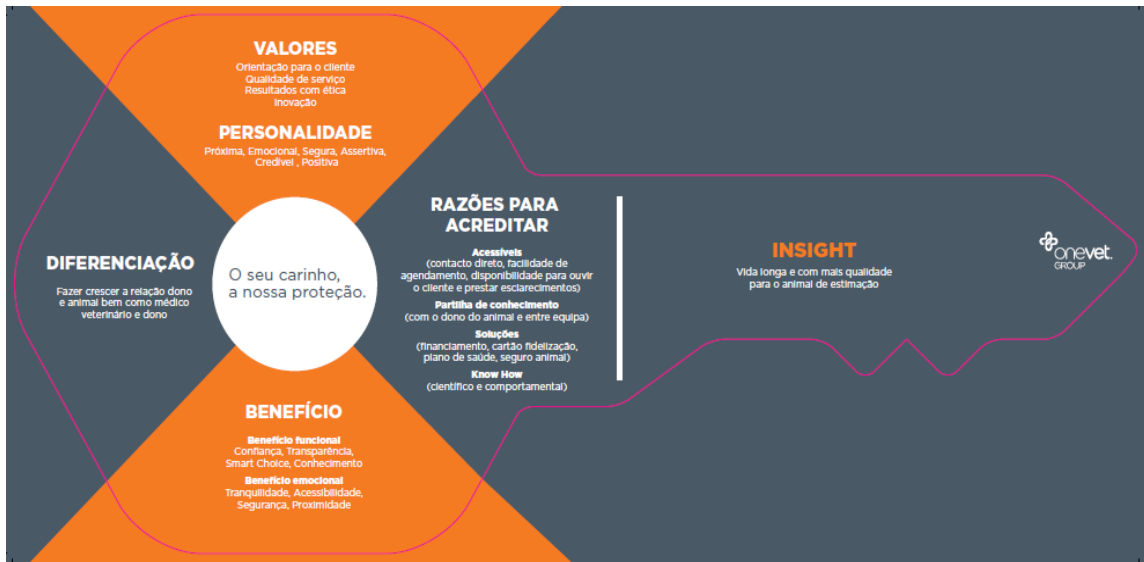 VALORES
Orientação para o cliente
Qualidade de serviço
Resultados com ética
Inovação
PERSONALIDADE
Próxima, Emocional, Segura, Assertiva,
Credível , Positiva
DIFERENCIAÇÃO
Fazer crescer a relação dono
e animal bem como médico
veterinário e dono
O seu carinho,
a nossa proteção.
RAZÕES PARA
ACREDITAR
Acessíveis
(contacto direto, facilidade de
agendamento, disponibilidade para ouvir
o cliente e prestar esclarecimentos)
Partilha de conhecimento
(com o dono do animal e entre equipa)
Soluções
(financiamento, cartão fidelização,
plano de saúde, seguro animal)
Know How
(científico e comportamental)
INSIGHT
Vida longa e com mais qualidade
para o animal de estimação
onevet.
GROUP
BENEFÍCIO
Benefício funcional
Confiança, Transparência,
Smart Choice, Conhecimento
Benefício emocional
Tranquilidade, Acessibilidade,
Segurança, Proximidade